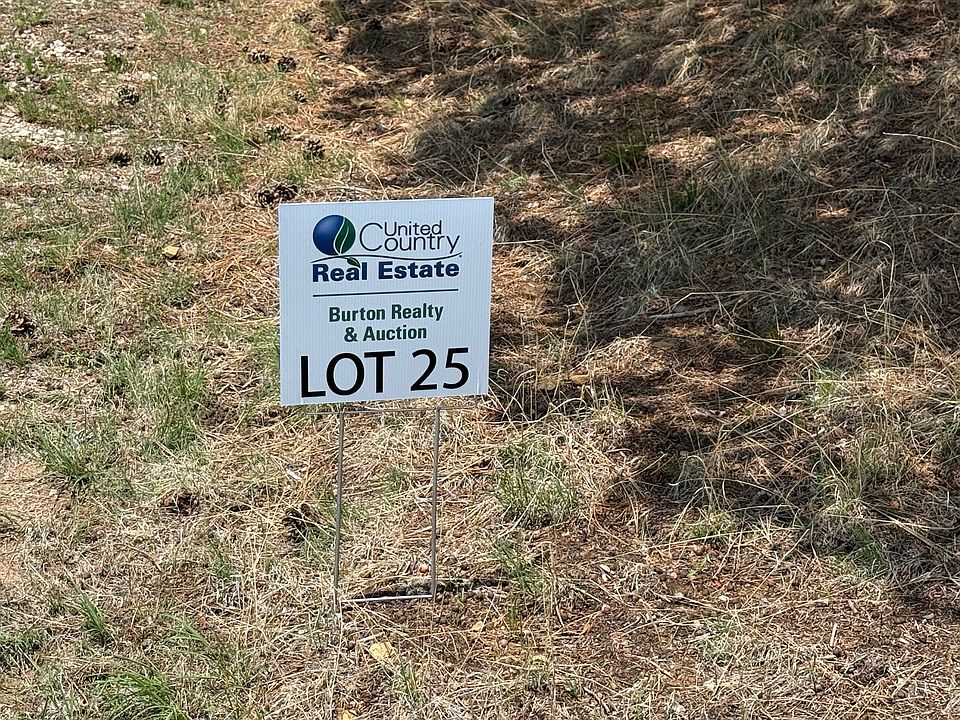 United
Country
Real Estate
Burton Realty
& Auction
LOT 25